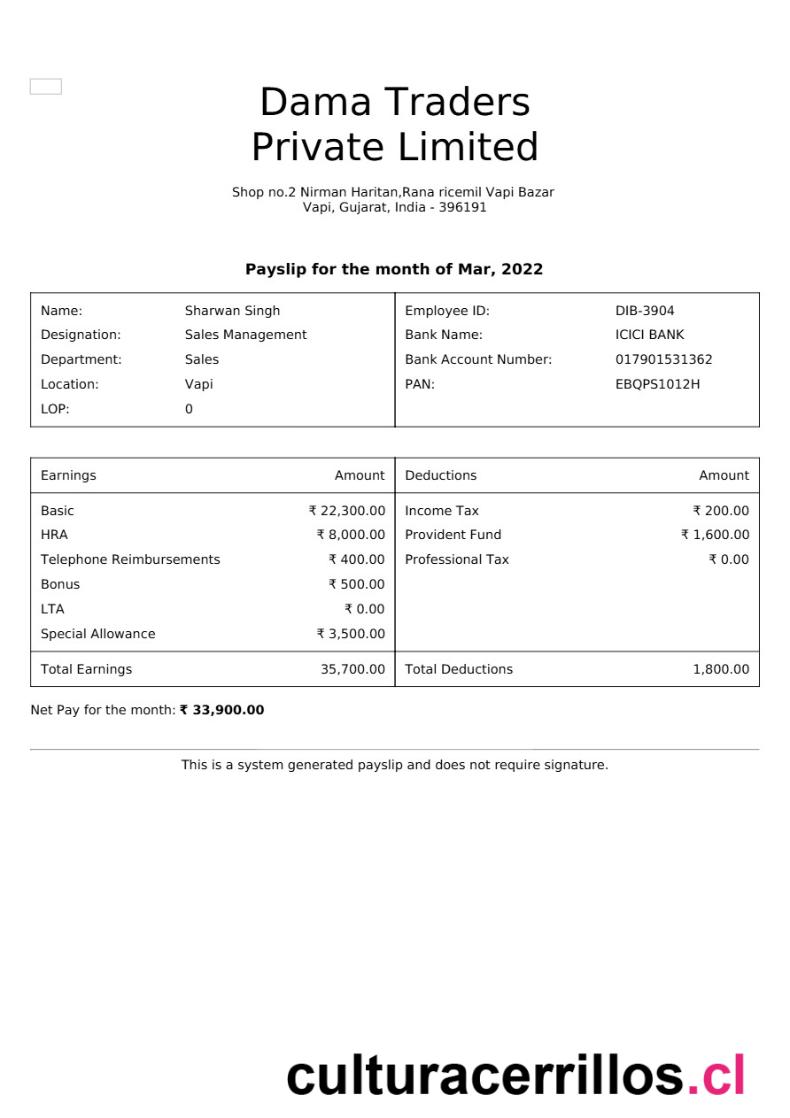 Dama Traders
Private Limited
Shop no.2 Nirman Haritan,Rana ricemil Vapi Bazar
Vapi, Gujarat, India - 396191
Payslip for the month of Mar, 2022
Name: Sharwan Singh Employee ID: DIB-3904
Designation: Sales Management Bank Name: ICICI BANK
Department: Sales Bank Account Number: 017901531362
Location: Vapi PAN: EBQPS1012H
LOP: 0
Earnings Amount Deductions Amount
Basic ₹ 22,300.00 Income Tax ₹ 200.00
HRA ₹ 8,000.00 Provident Fund ₹ 1,600.00
Telephone Reimbursements ₹ 400.00 Professional Tax ₹ 0.00
Bonus ₹ 500.00
LTA ₹ 0.00
Special Allowance ₹ 3,500.00
Total Earnings 35,700.00 Total Deductions 1,800.00
Net Pay for the month: ₹ 33,900.00
This is a system generated payslip and does not require signature.
culturacerrillos.cl